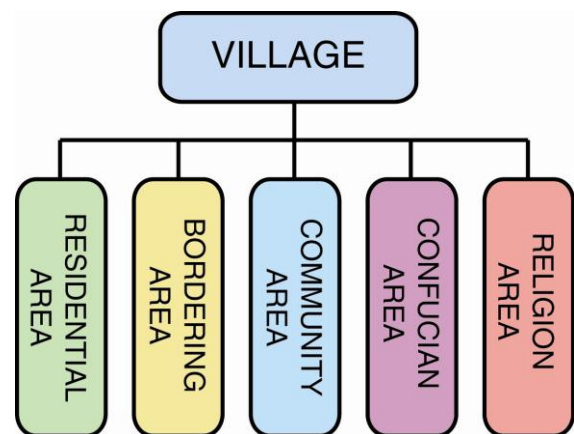 VILLAGE
RESIDENTIAL
AREA
BORDERING
AREA
COMMUNITY
AREA
CONFUCIAN
AREA
RELIGION
AREA